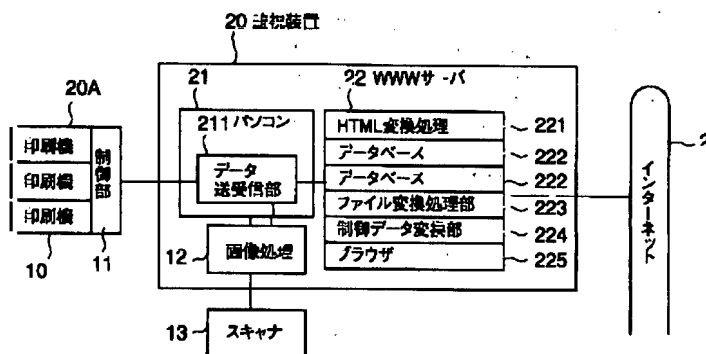 20 監視装置
21
22 WWWサーバ
20A
211 パソコン
HTML変換処理 221
印刷機
制御部
データ送受信部
データベース 222
印刷機
データベース 222
印刷機
ファイル変換処理部 223
10
11
12
画像処理
制御データ変換部 224
ブラウザ 225
インターネット
2
13
スキャナ